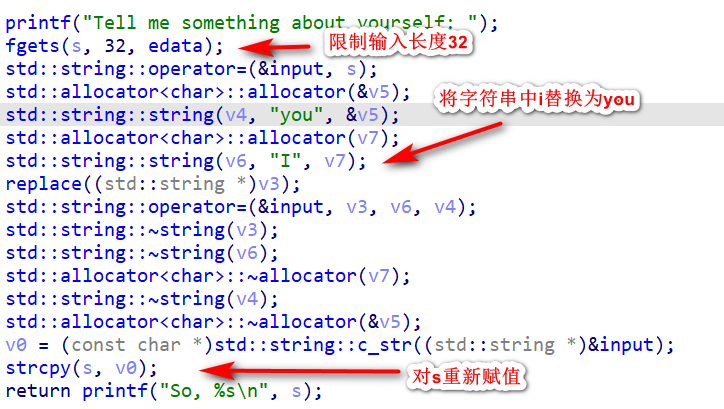 printf("Tell me something about yourself: ");
fgets(s, 32, edata);
限制输入长度32
std::string::operator=(&input, s);
std::allocator<char>::allocator(&v5);
将字符串中i替换为you
std::string::string(v4, "you", &v5);
std::allocator<char>::allocator(v7);
std::string::string(v6, "I", v7);
replace((std::string *)v3);
std::string::operator=(&input, v3, v6, v4);
std::string::~string(v3);
std::string::~string(v6);
std::allocator<char>::~allocator(v7);
std::string::~string(v4);
std::allocator<char>::~allocator(&v5);
v0 = (const char *)std::string::c_str((std::string *)&input);
strcpy(s, v0);
对s重新赋值
return printf("So, %s\n", s);